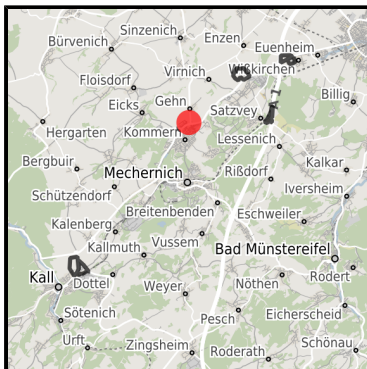 Sinzenich
Bürvenich
Enzen
Euenheim
Virnich
Wißkirchen
Floisdorf
Billig
Gehn
Eicks
Satzvey
A 1
Hergarten
Kommern
Lessenich
Bergbuir
Mechernich
Rißdorf
Kalkar
Schützendorf
Iversheim
Breitenbenden
Kalenberg
Eschweiler
Kallmuth
Vussem
Bad Münstereifel
Kall
Dottel
Weyer
Nöthen
Rodert
Sötenich
Pesch
Eicherscheid
Urft
Zingsheim
Roderath
Schönau